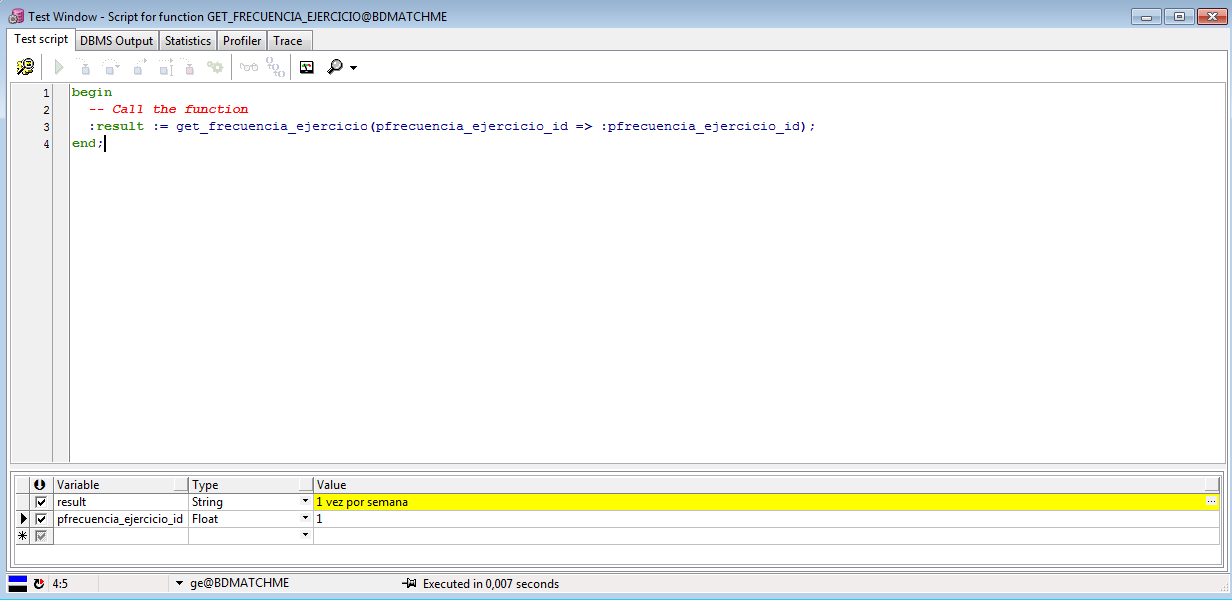 Test Window - Script for function GET_FRECUENCIA_EJERCICIO@BDMATCHME
Test script DBMS Output Statistics Profiler Trace
1 begin
2 -- Call the function
3 :result := get_frecuencia_ejercicio(pfrecuencia_ejercicio_id => :pfrecuencia_ejercicio_id);
4 end;
Variable Type Value
result String 1 vez por semana ...
pfrecuencia_ejercicio_id Float 1
4:5 ge@BDMATCHME Executed in 0,007 seconds